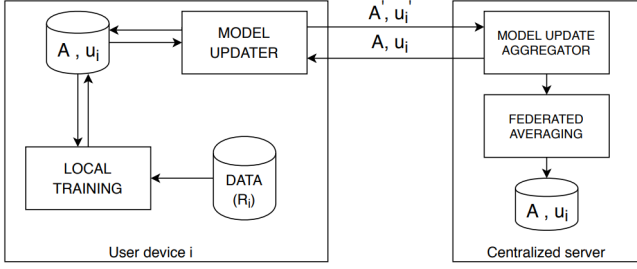 A , uᵢ
MODEL
UPDATER
A', uᵢ'
A, uᵢ
MODEL UPDATE
AGGREGATOR
FEDERATED
AVERAGING
LOCAL
TRAINING
DATA
(Rᵢ)
A , uᵢ
User device i
Centralized server